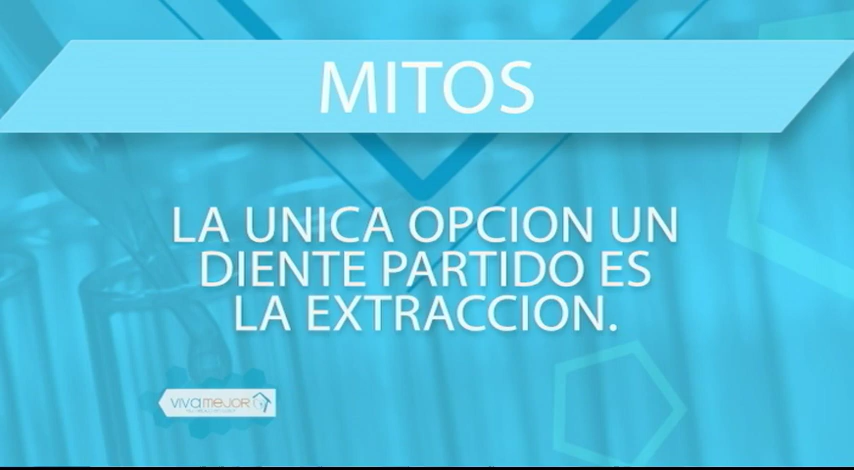 MITOS
LA UNICA OPCION UN
DIENTE PARTIDO ES
LA EXTRACCION.
VIVamEJOR